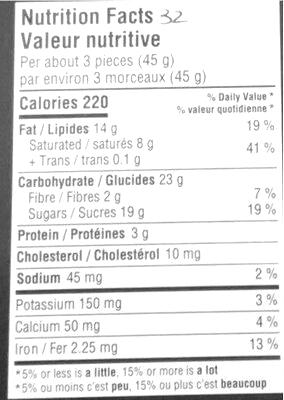 Nutrition Facts 32
Valeur nutritive
Per about 3 pieces (45 g)
par environ 3 morceaux (45 g)
Calories 220 % Daily Value *
% valeur quotidienne *
Fat / Lipides 14 g 19 %
Saturated / saturés 8 g
+ Trans / trans 0.1 g 41 %
Carbohydrate / Glucides 23 g
Fibre / Fibres 2 g 7 %
Sugars / Sucres 19 g 19 %
Protein / Protéines 3 g
Cholesterol / Cholestérol 10 mg
Sodium 45 mg 2 %
Potassium 150 mg 3 %
Calcium 50 mg 4 %
Iron / Fer 2.25 mg 13 %
*5% or less is a little, 15% or more is a lot
*5% ou moins c'est peu, 15% ou plus c'est beaucoup